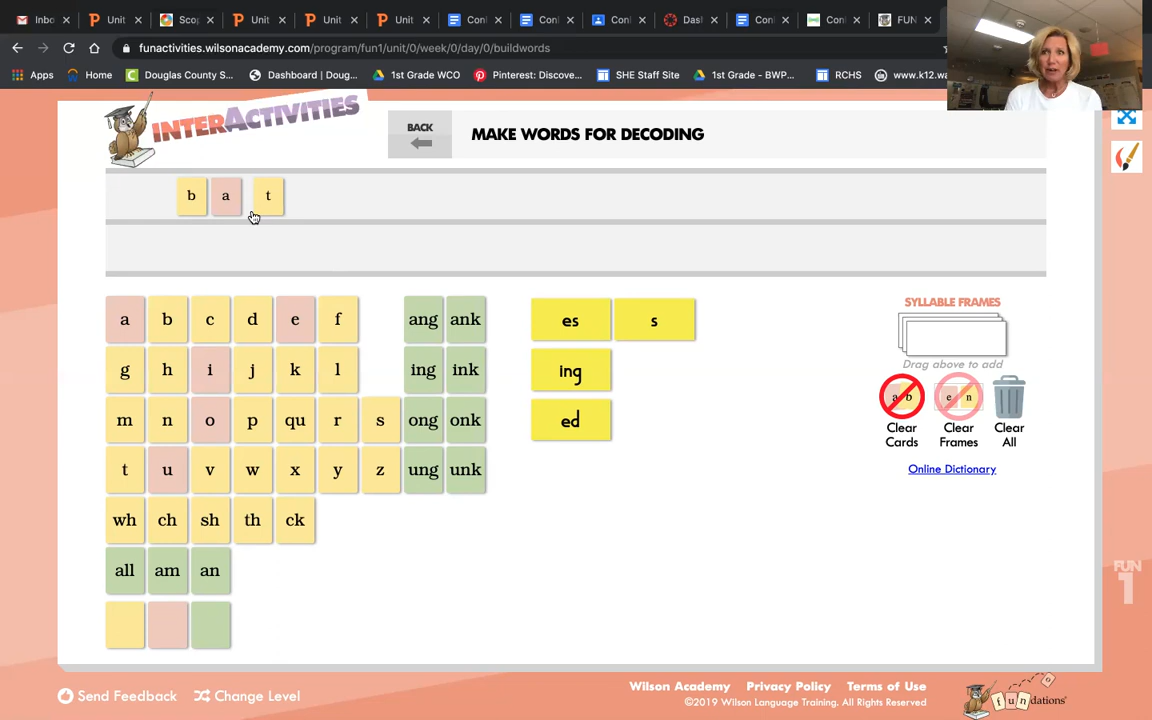 Inbo
Unit
Scop
Unit
Unit
Unit
Con
Con
Con
Das
Con
Con
FUN
funactivities.wilsonacademy.com/program/fun1/unit/0/week/0/day/0/buildwords
Apps
Home
Douglas County S...
Dashboard | Doug...
1st Grade WCO
Pinterest: Discove...
SHE Staff Site
1st Grade - BWP...
RCHS
www.k12.wa
INTERACTIVITIES
BACK
MAKE WORDS FOR DECODING
b a t
a b c d e f ang ank es s
g h i j k l ing ink ing
m n o p qu r s ong onk ed
t u v w x y z ung unk
wh ch sh th ck
all am an
SYLLABLE FRAMES
Drag above to add
a b
e n
Clear Cards
Clear Frames
Clear All
Online Dictionary
FUN 1
Send Feedback
Change Level
Wilson Academy
Privacy Policy
Terms of Use
©2019 Wilson Language Training. All Rights Reserved
fundations®